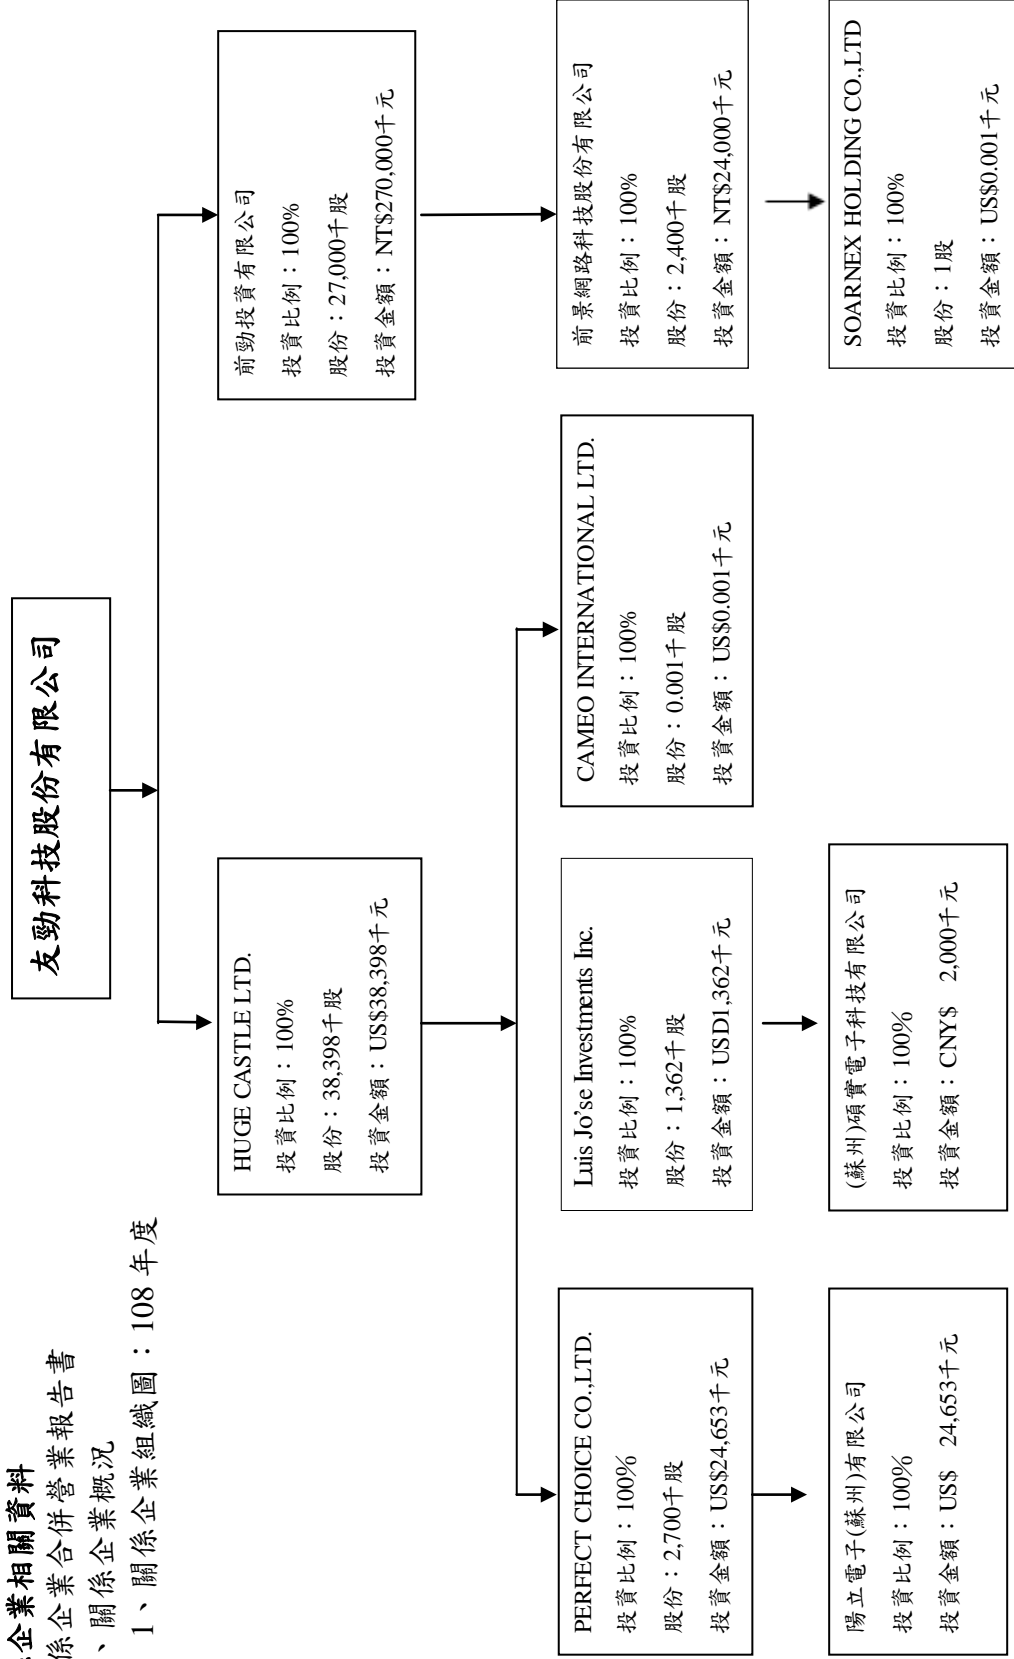 企業相關資料
係企業合併營業報告書
、關係企業概況
1、關係企業組織圖：108 年度
友勁科技股份有限公司
HUGE CASTLE LTD.
投資比例：100%
股份：38,398千股
投資金額：US$38,398千元
前勁投資有限公司
投資比例：100%
股份：27,000千股
投資金額：NT$270,000千元
PERFECT CHOICE CO.,LTD.
投資比例：100%
股份：2,700千股
投資金額：US$24,653千元
Luis Jo’se Investments Inc.
投資比例：100%
股份：1,362千股
投資金額：USD1,362千元
CAMEO INTERNATIONAL LTD.
投資比例：100%
股份：0.001千股
投資金額：US$0.001千元
前景網路科技股份有限公司
投資比例：100%
股份：2,400千股
投資金額：NT$24,000千元
陽立電子(蘇州)有限公司
投資比例：100%
投資金額：US$ 24,653千元
(蘇州)碩實電子科技有限公司
投資比例：100%
投資金額：CNY$ 2,000千元
SOARNEX HOLDING CO.,LTD
投資比例：100%
股份：1股
投資金額：US$0.001千元